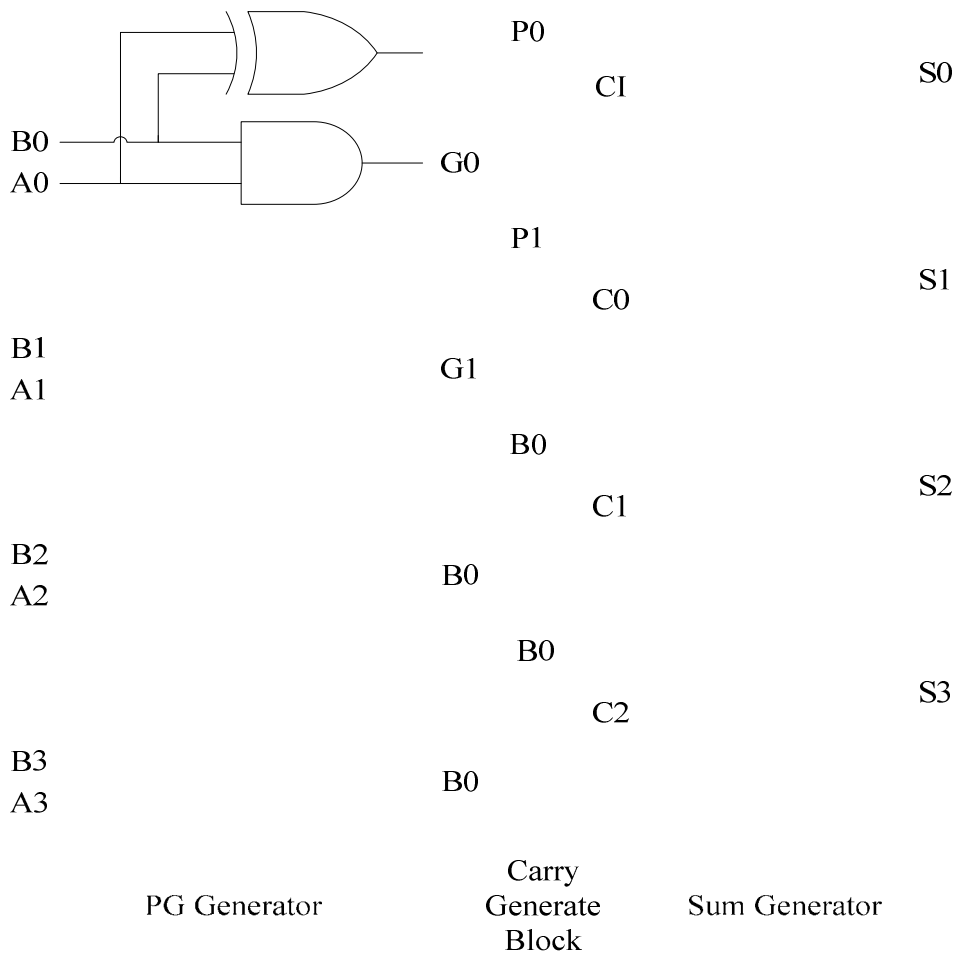 P0
CI
S0
B0
G0
A0
P1
S1
C0
B1
G1
A1
B0
S2
C1
B2
B0
A2
B0
S3
C2
B3
B0
A3
PG Generator
Carry
Generate
Block
Sum Generator